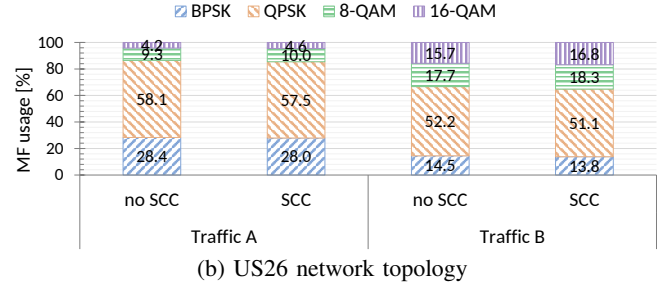 BPSK QPSK 8-QAM 16-QAM
MF usage [%]
100
80
60
40
20
0
4.2 4.6 15.7 16.8
9.3 10.0 17.7 18.3
58.1 57.5 52.2 51.1
28.4 28.0 14.5 13.8
no SCC SCC no SCC SCC
Traffic A Traffic B
(b) US26 network topology